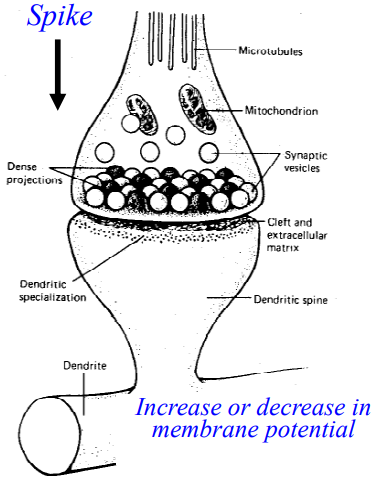 Spike
Microtubules
Mitochondrion
Dense
projections
Synaptic
vesicles
Cleft and
extracellular
matrix
Dendritic
specialization
Dendritic spine
Dendrite
Increase or decrease in
membrane potential